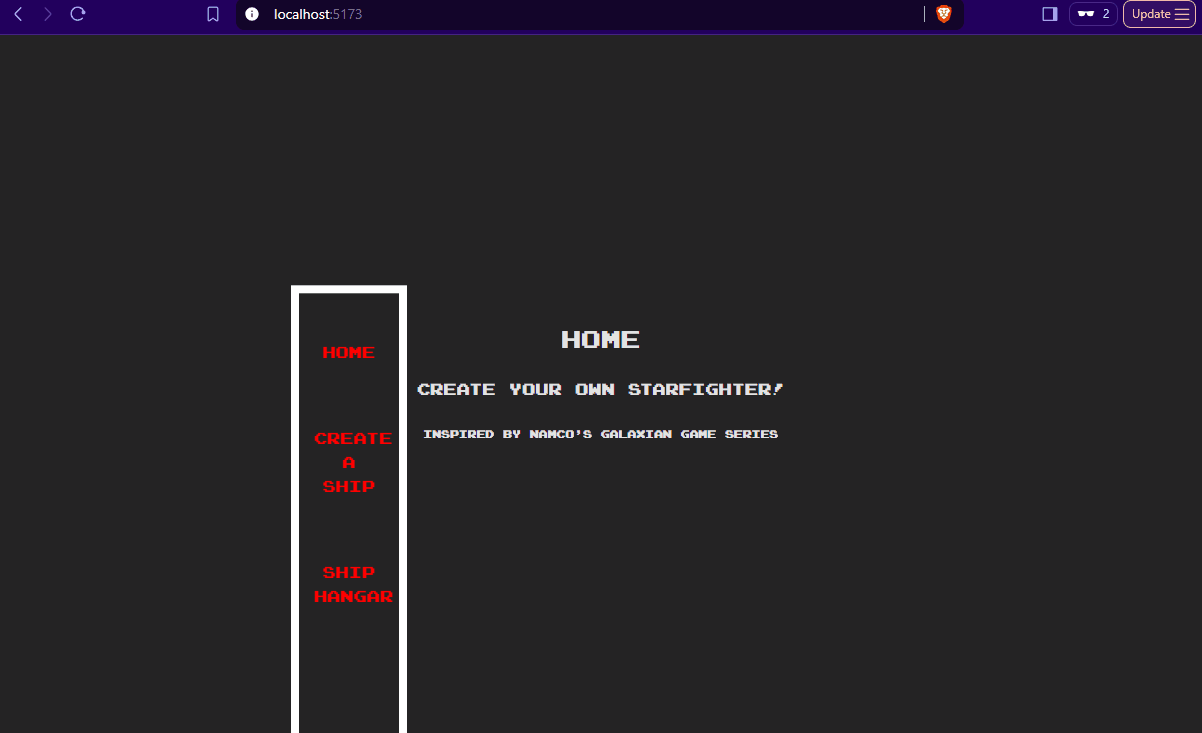 localhost:5173
2
Update
HOME
CREATE
A
SHIP
SHIP
HANGAR
HOME
CREATE YOUR OWN STARFIGHTER!
INSPIRED BY NAMCO'S GALAXIAN GAME SERIES